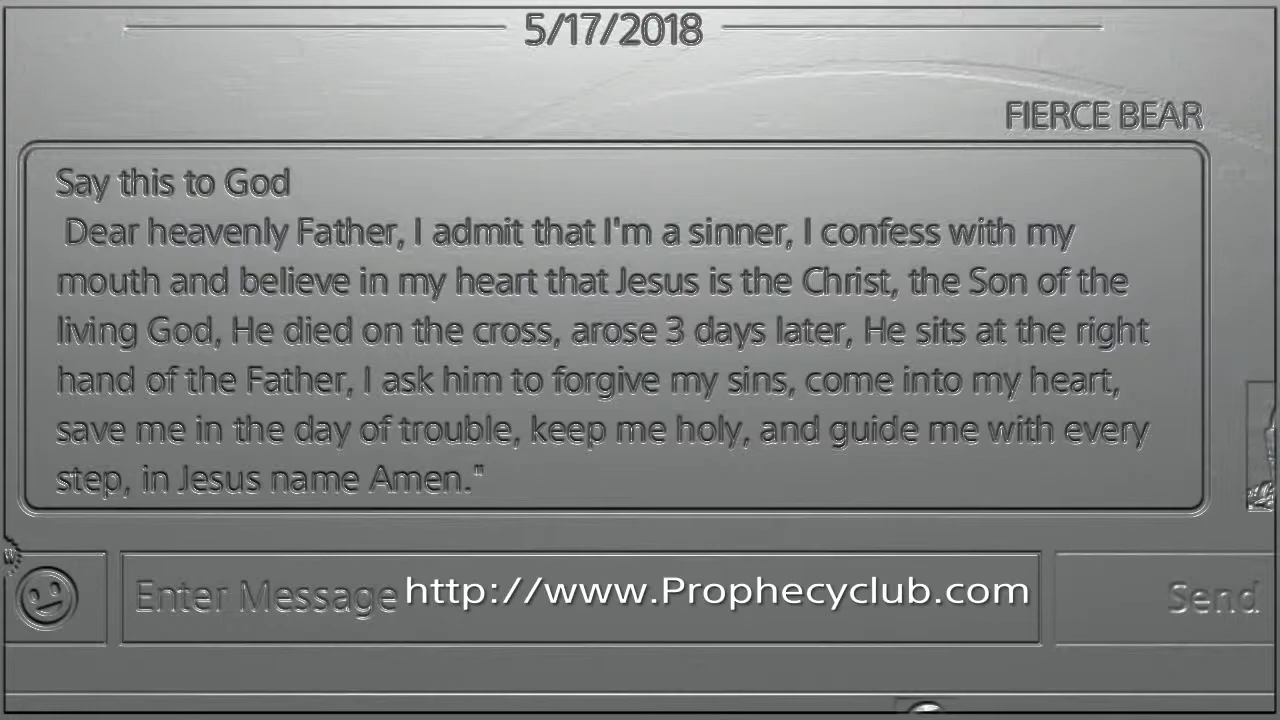 5/17/2018
FIERCE BEAR
Say this to God
Dear heavenly Father, I admit that I'm a sinner, I confess with my
mouth and believe in my heart that Jesus is the Christ, the Son of the
living God, He died on the cross, arose 3 days later, He sits at the right
hand of the Father, I ask him to forgive my sins, come into my heart,
save me in the day of trouble, keep me holy, and guide me with every
step, in Jesus name Amen."
Enter Message http://www.Prophecyclub.com Send